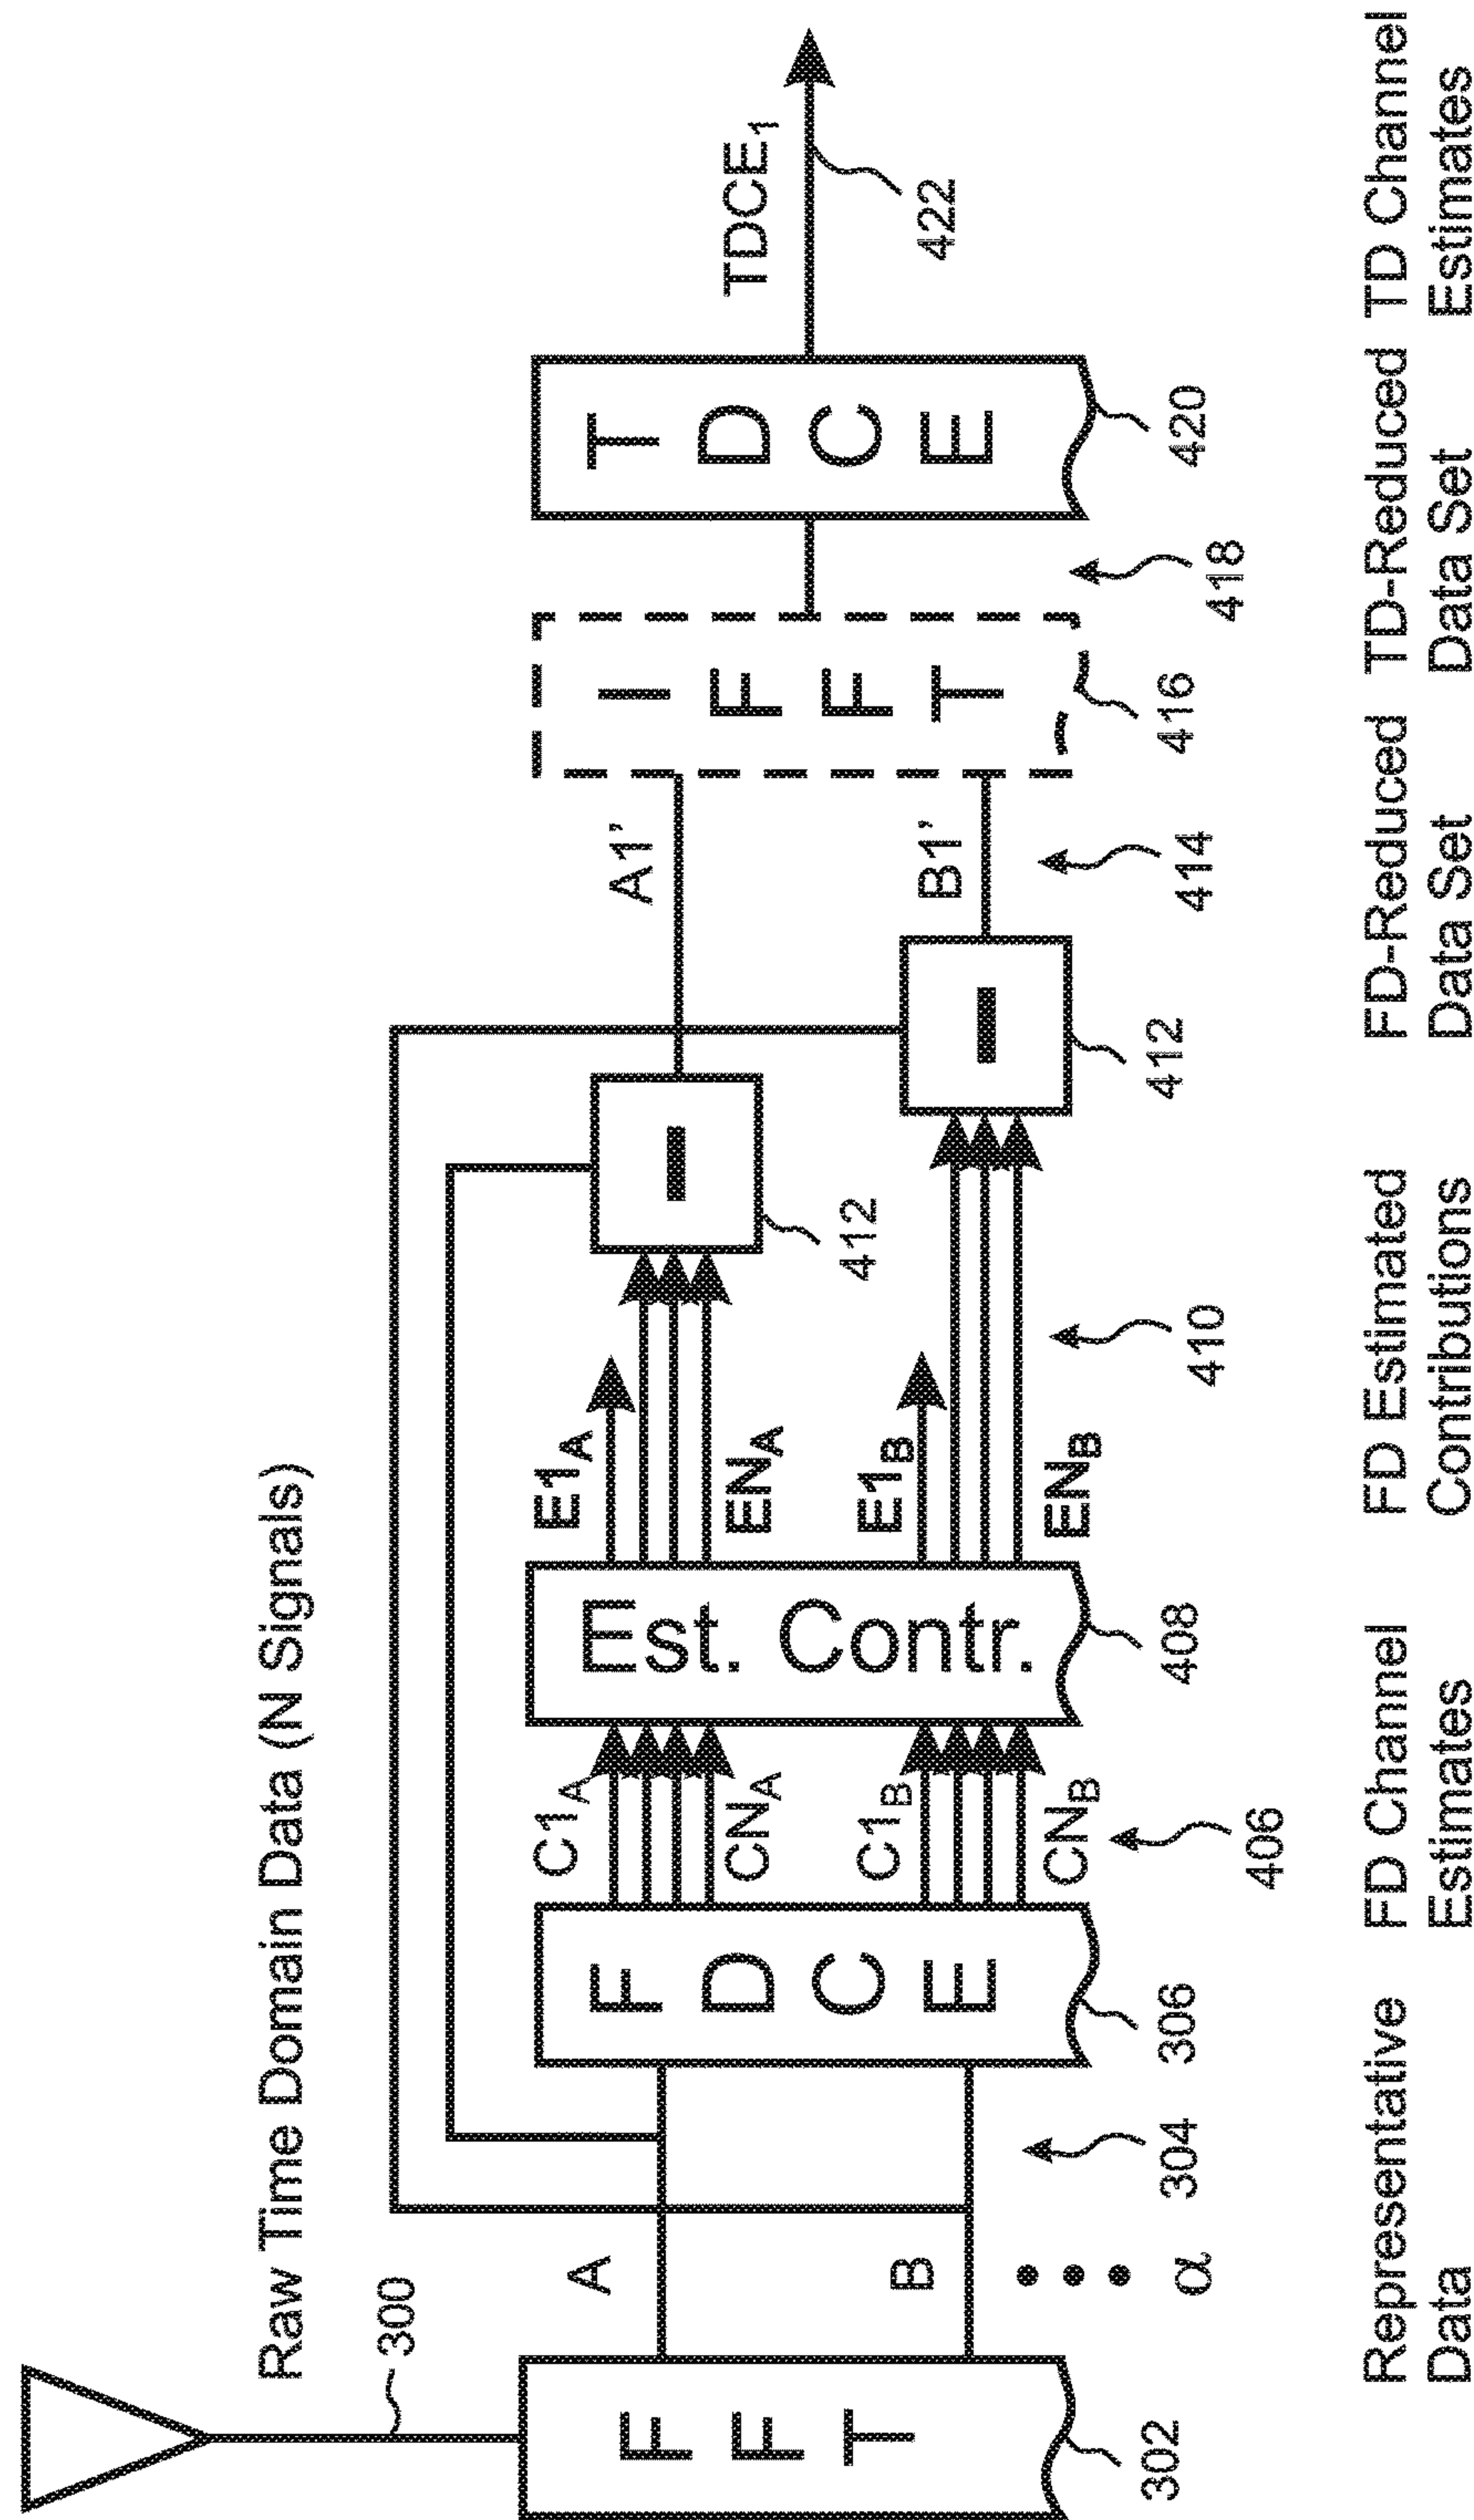 Raw Time Domain Data (N Signals)
300
FFT
302
A
B
α
304
FDCE
306
C1A
CNA
C1B
CNB
406
Est. Contr.
408
E1A
ENA
E1B
ENB
410
–
412
–
412
A1’
B1’
414
IFFT
416
418
TDCE
420
TDCE1
422
Representative
Data
FD Channel
Estimates
FD Estimated
Contributions
FD-Reduced
Data Set
TD-Reduced
Data Set
TD Channel
Estimates